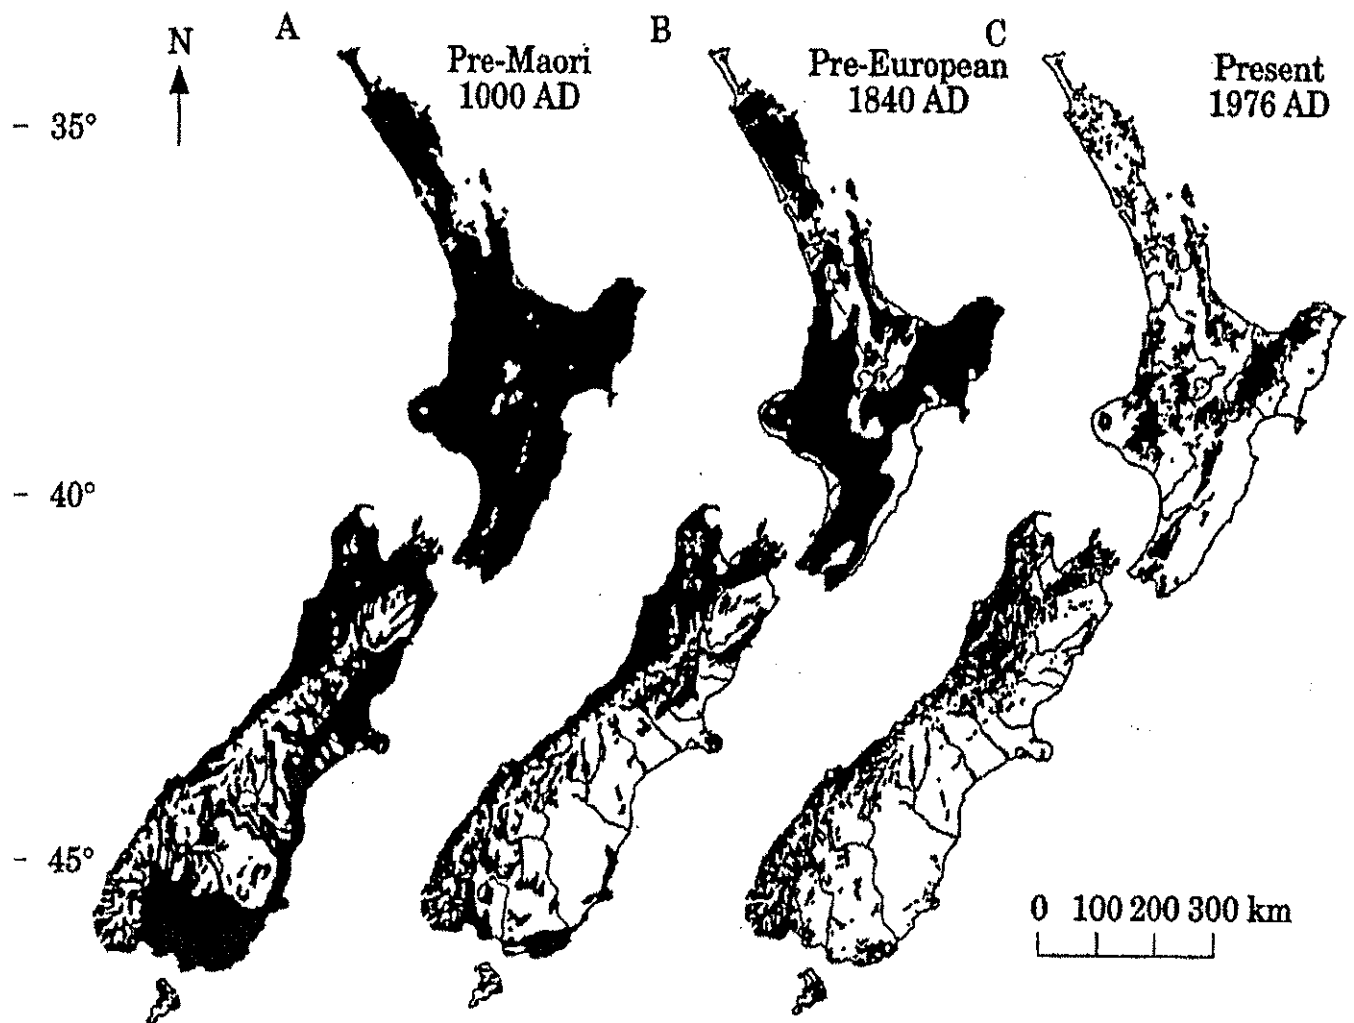 A
B
C
N
Pre-Maori
1000 AD
Pre-European
1840 AD
Present
1976 AD
– 35°
– 40°
– 45°
0 100 200 300 km